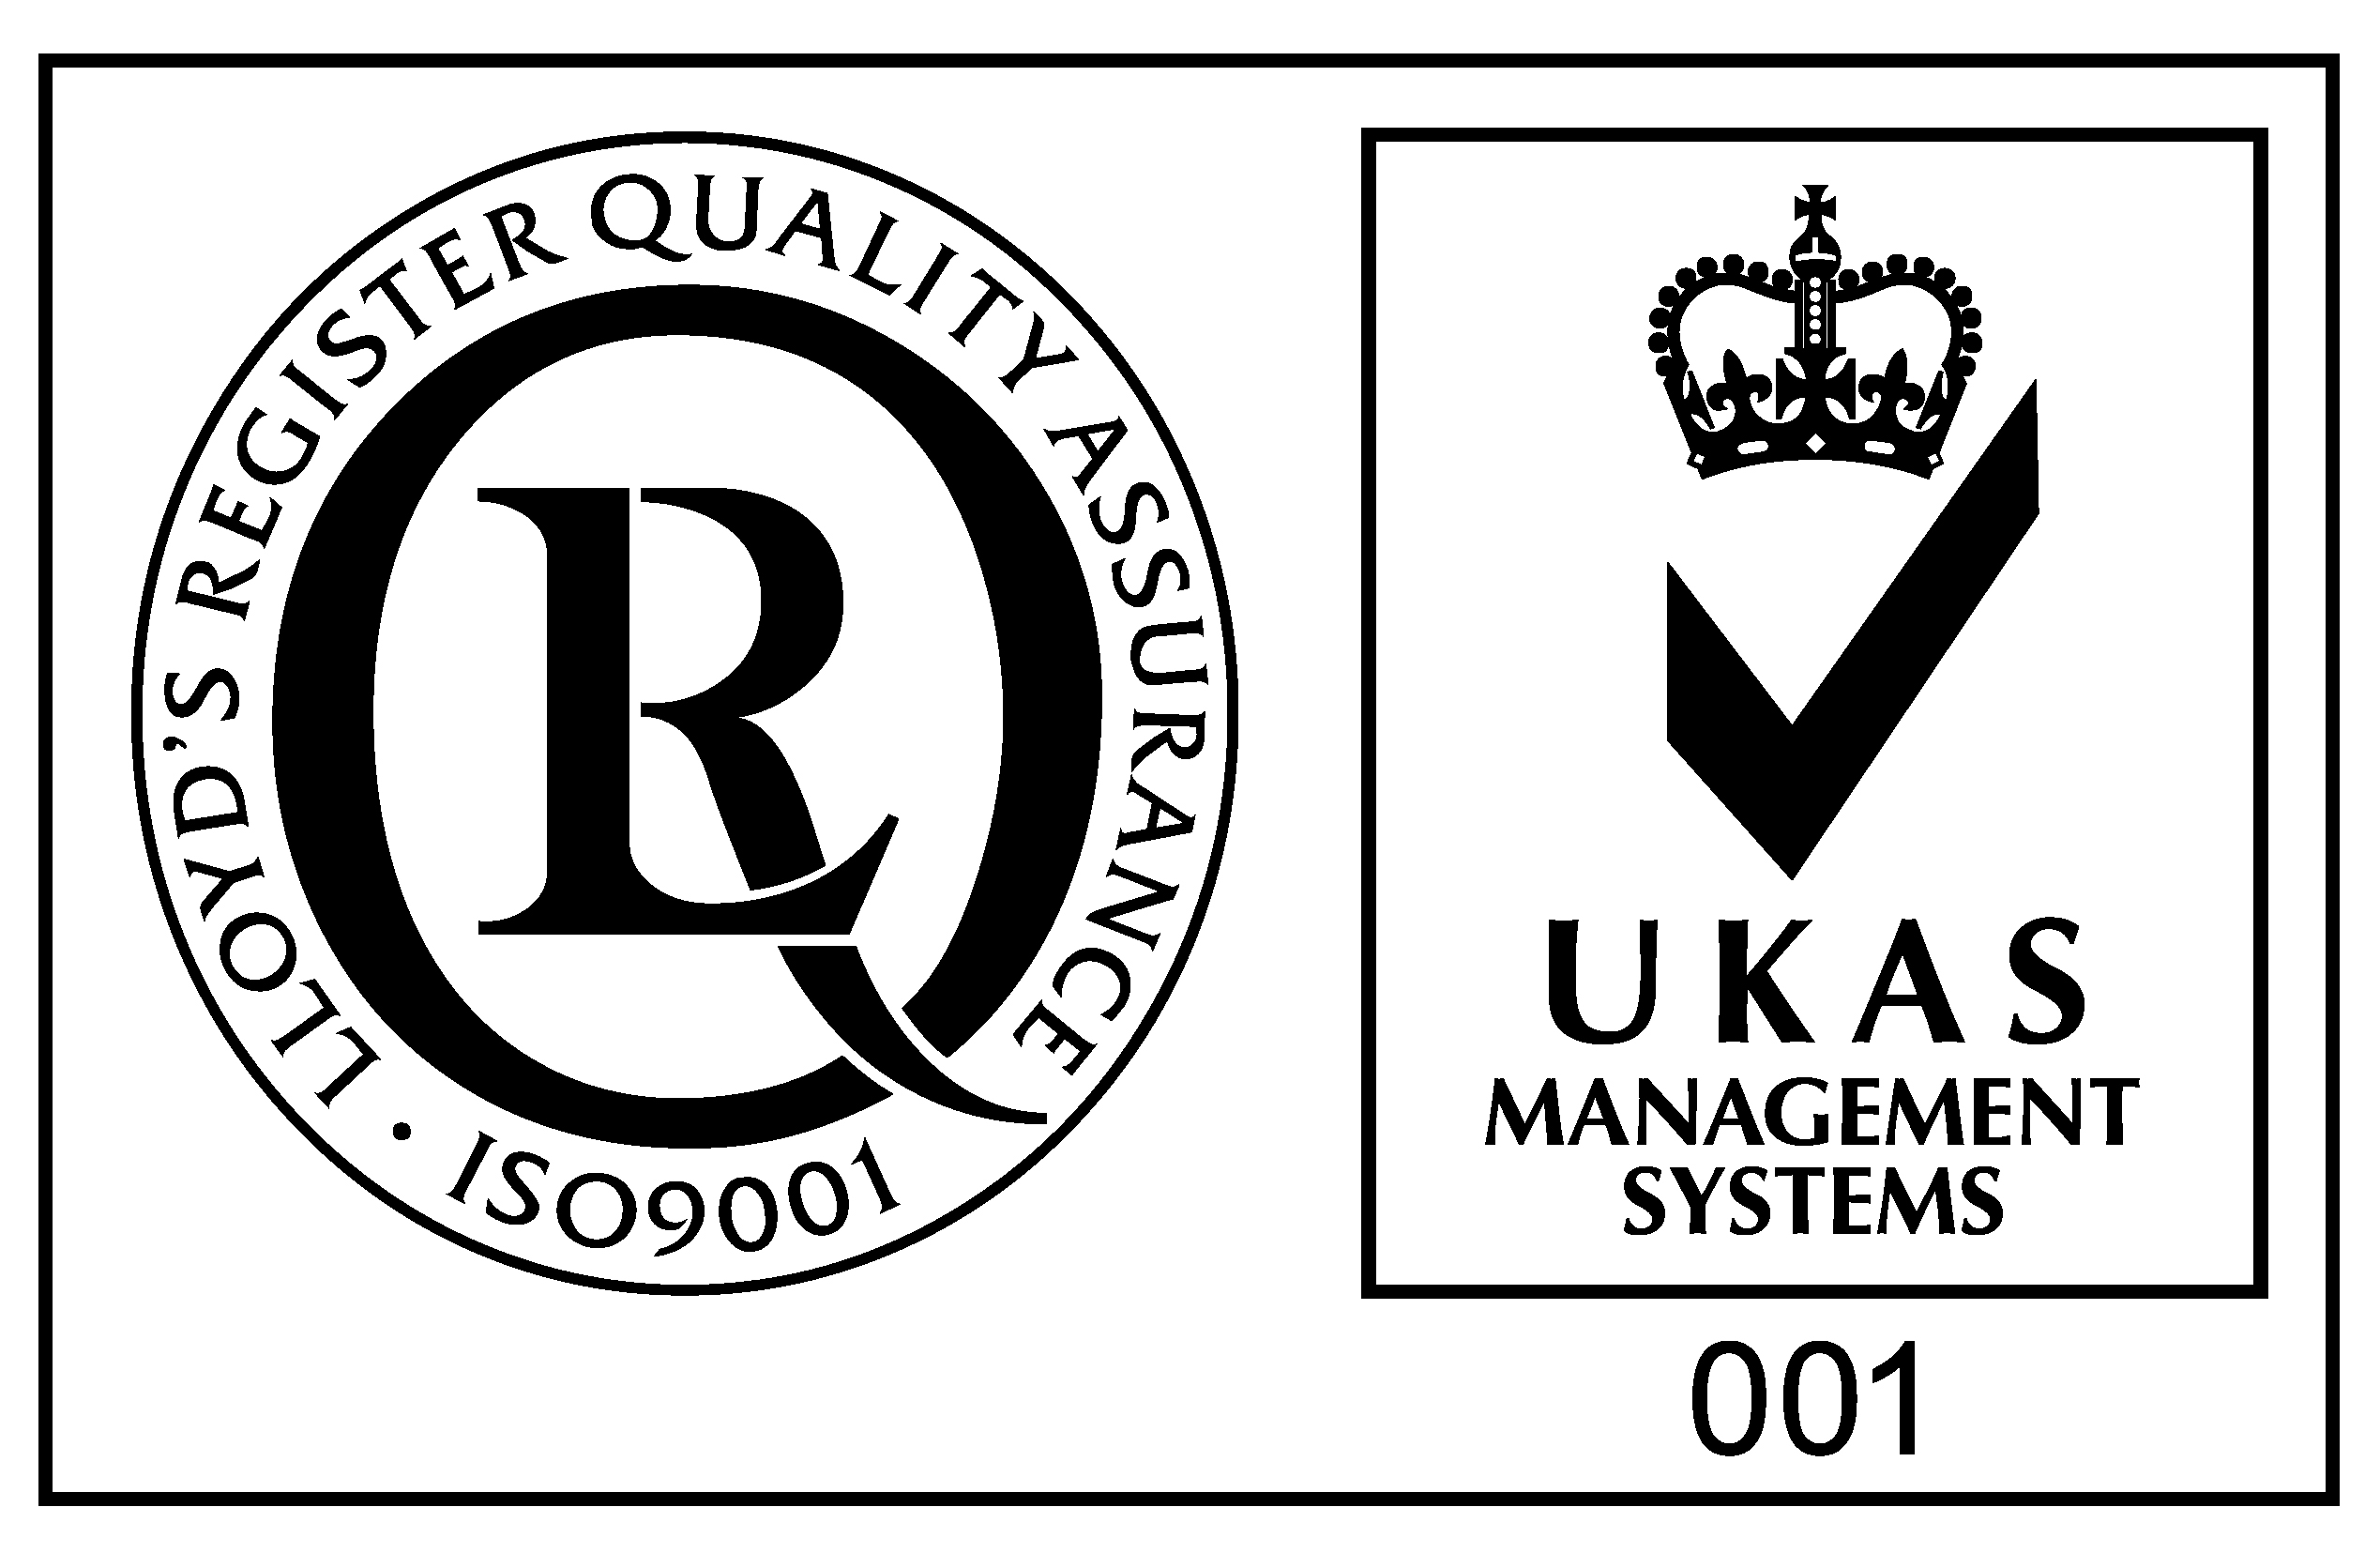 LLOYD'S REGISTER QUALITY ASSURANCE
· ISO9001
LRQ
UKAS
MANAGEMENT
SYSTEMS
001